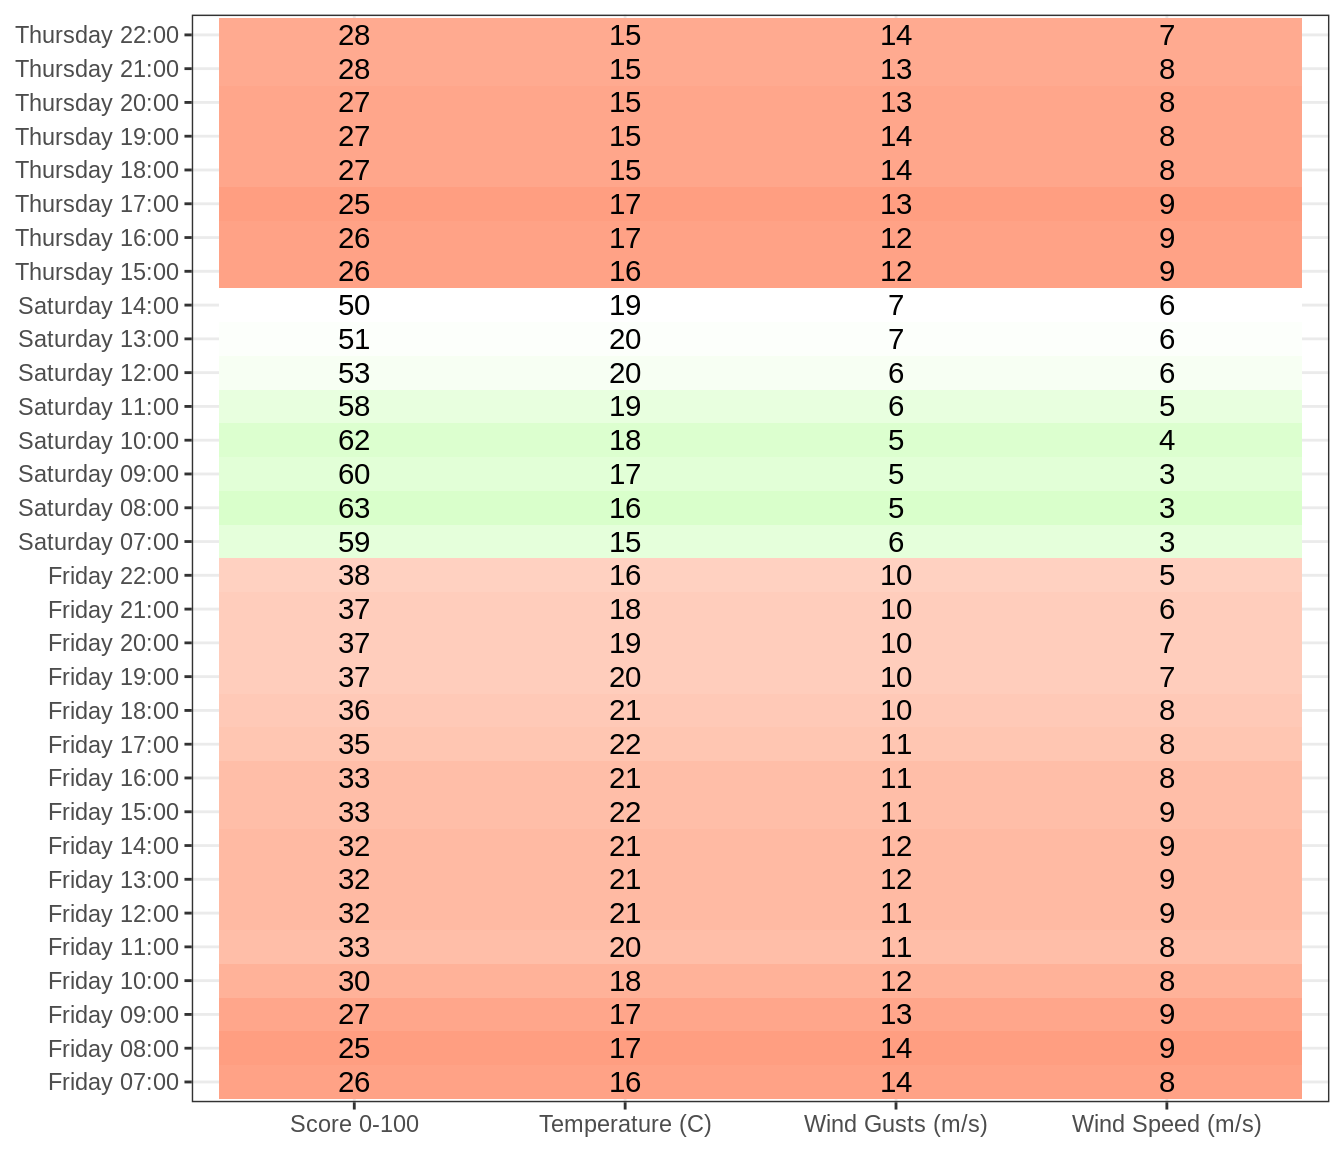 Thursday 22:00 28 15 14 7
Thursday 21:00 28 15 13 8
Thursday 20:00 27 15 13 8
Thursday 19:00 27 15 14 8
Thursday 18:00 27 15 14 8
Thursday 17:00 25 17 13 9
Thursday 16:00 26 17 12 9
Thursday 15:00 26 16 12 9
Saturday 14:00 50 19 7 6
Saturday 13:00 51 20 7 6
Saturday 12:00 53 20 6 6
Saturday 11:00 58 19 6 5
Saturday 10:00 62 18 5 4
Saturday 09:00 60 17 5 3
Saturday 08:00 63 16 5 3
Saturday 07:00 59 15 6 3
Friday 22:00 38 16 10 5
Friday 21:00 37 18 10 6
Friday 20:00 37 19 10 7
Friday 19:00 37 20 10 7
Friday 18:00 36 21 10 8
Friday 17:00 35 22 11 8
Friday 16:00 33 21 11 8
Friday 15:00 33 22 11 9
Friday 14:00 32 21 12 9
Friday 13:00 32 21 12 9
Friday 12:00 32 21 11 9
Friday 11:00 33 20 11 8
Friday 10:00 30 18 12 8
Friday 09:00 27 17 13 9
Friday 08:00 25 17 14 9
Friday 07:00 26 16 14 8
Score 0-100 Temperature (C) Wind Gusts (m/s) Wind Speed (m/s)